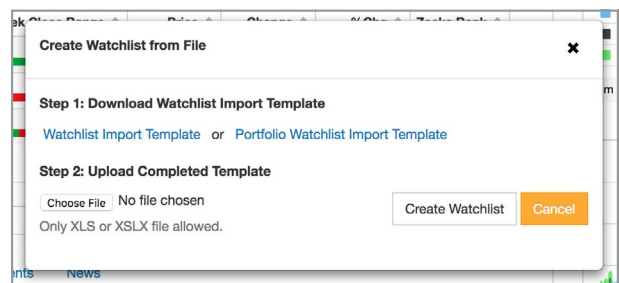 Create Watchlist from File
Step 1: Download Watchlist Import Template
Watchlist Import Template or Portfolio Watchlist Import Template
Step 2: Upload Completed Template
Choose File No file chosen
Create Watchlist Cancel
Only XLS or XSLX file allowed.
News